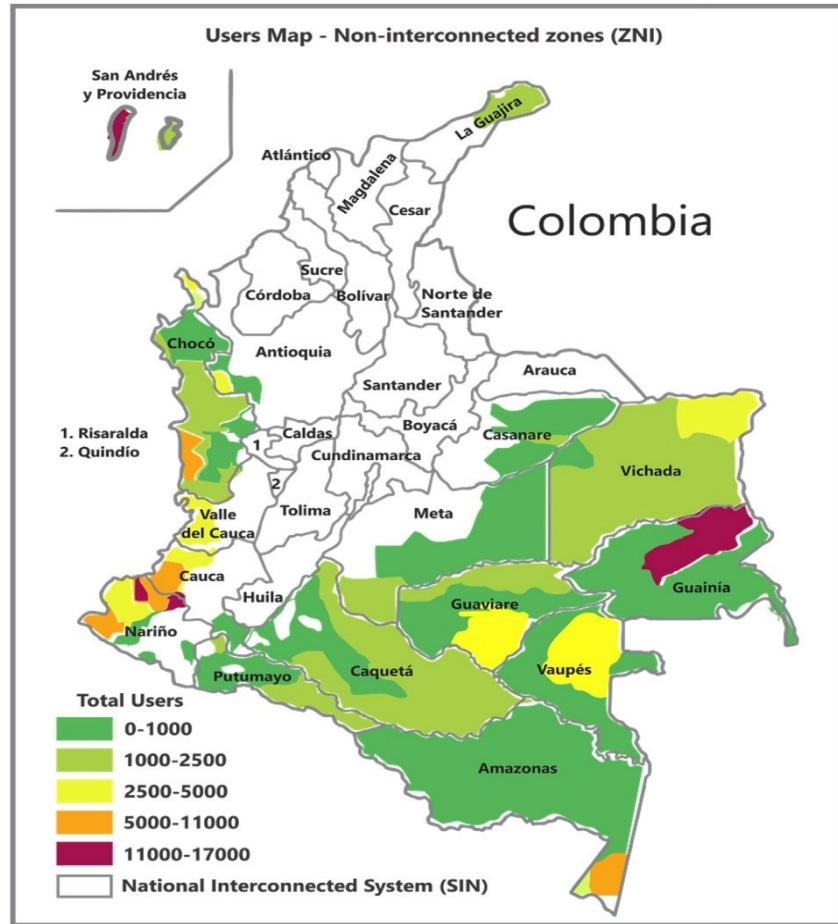 Users Map - Non-interconnected zones (ZNI)
San Andrés
y Providencia
La Guajira
Atlántico
Magdalena
Cesar
Colombia
Sucre
Córdoba
Bolívar
Norte de
Santander
Chocó
Antioquia
Santander
Arauca
1. Risaralda
2. Quindío
1
Caldas
Boyacá
Casanare
Cundinamarca
Vichada
2
Valle
del Cauca
Tolima
Meta
Cauca
Huila
Guaviare
Guainía
Nariño
Vaupés
Putumayo
Caquetá
Amazonas
Total Users
0-1000
1000-2500
2500-5000
5000-11000
11000-17000
National Interconnected System (SIN)